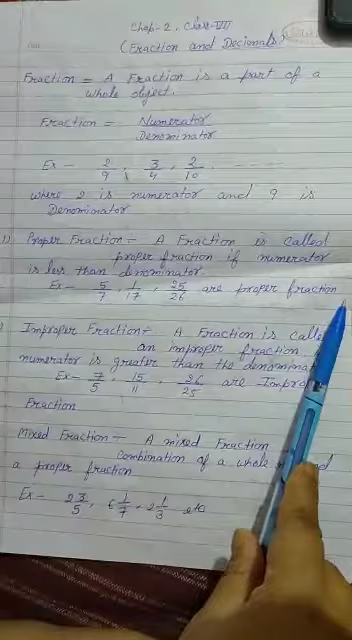 Chap-2, Class-VII
(Fraction and Decimals)
Fraction = A Fraction is a part of a
whole object.
Fraction = Numerator
Denominator
Ex - 2/9, 3/4, 3/10 - - - -
where 2 is numerator and 9 is
Denominator
1) Proper Fraction - A Fraction is called
proper fraction if numerator
is less than denominator
Ex - 5/7, 1/17, 25/26 are proper fraction
Improper Fraction - A Fraction is calle
an improper fraction
numerator is greater than the denominat
Ex - 7/5, 15/11, 36/25 are Impro
Fraction
Mixed Fraction - A mixed Fraction
combination of a whole
a proper fraction
Ex - 2 3/5, 6 1/7, 2 1/3 etc